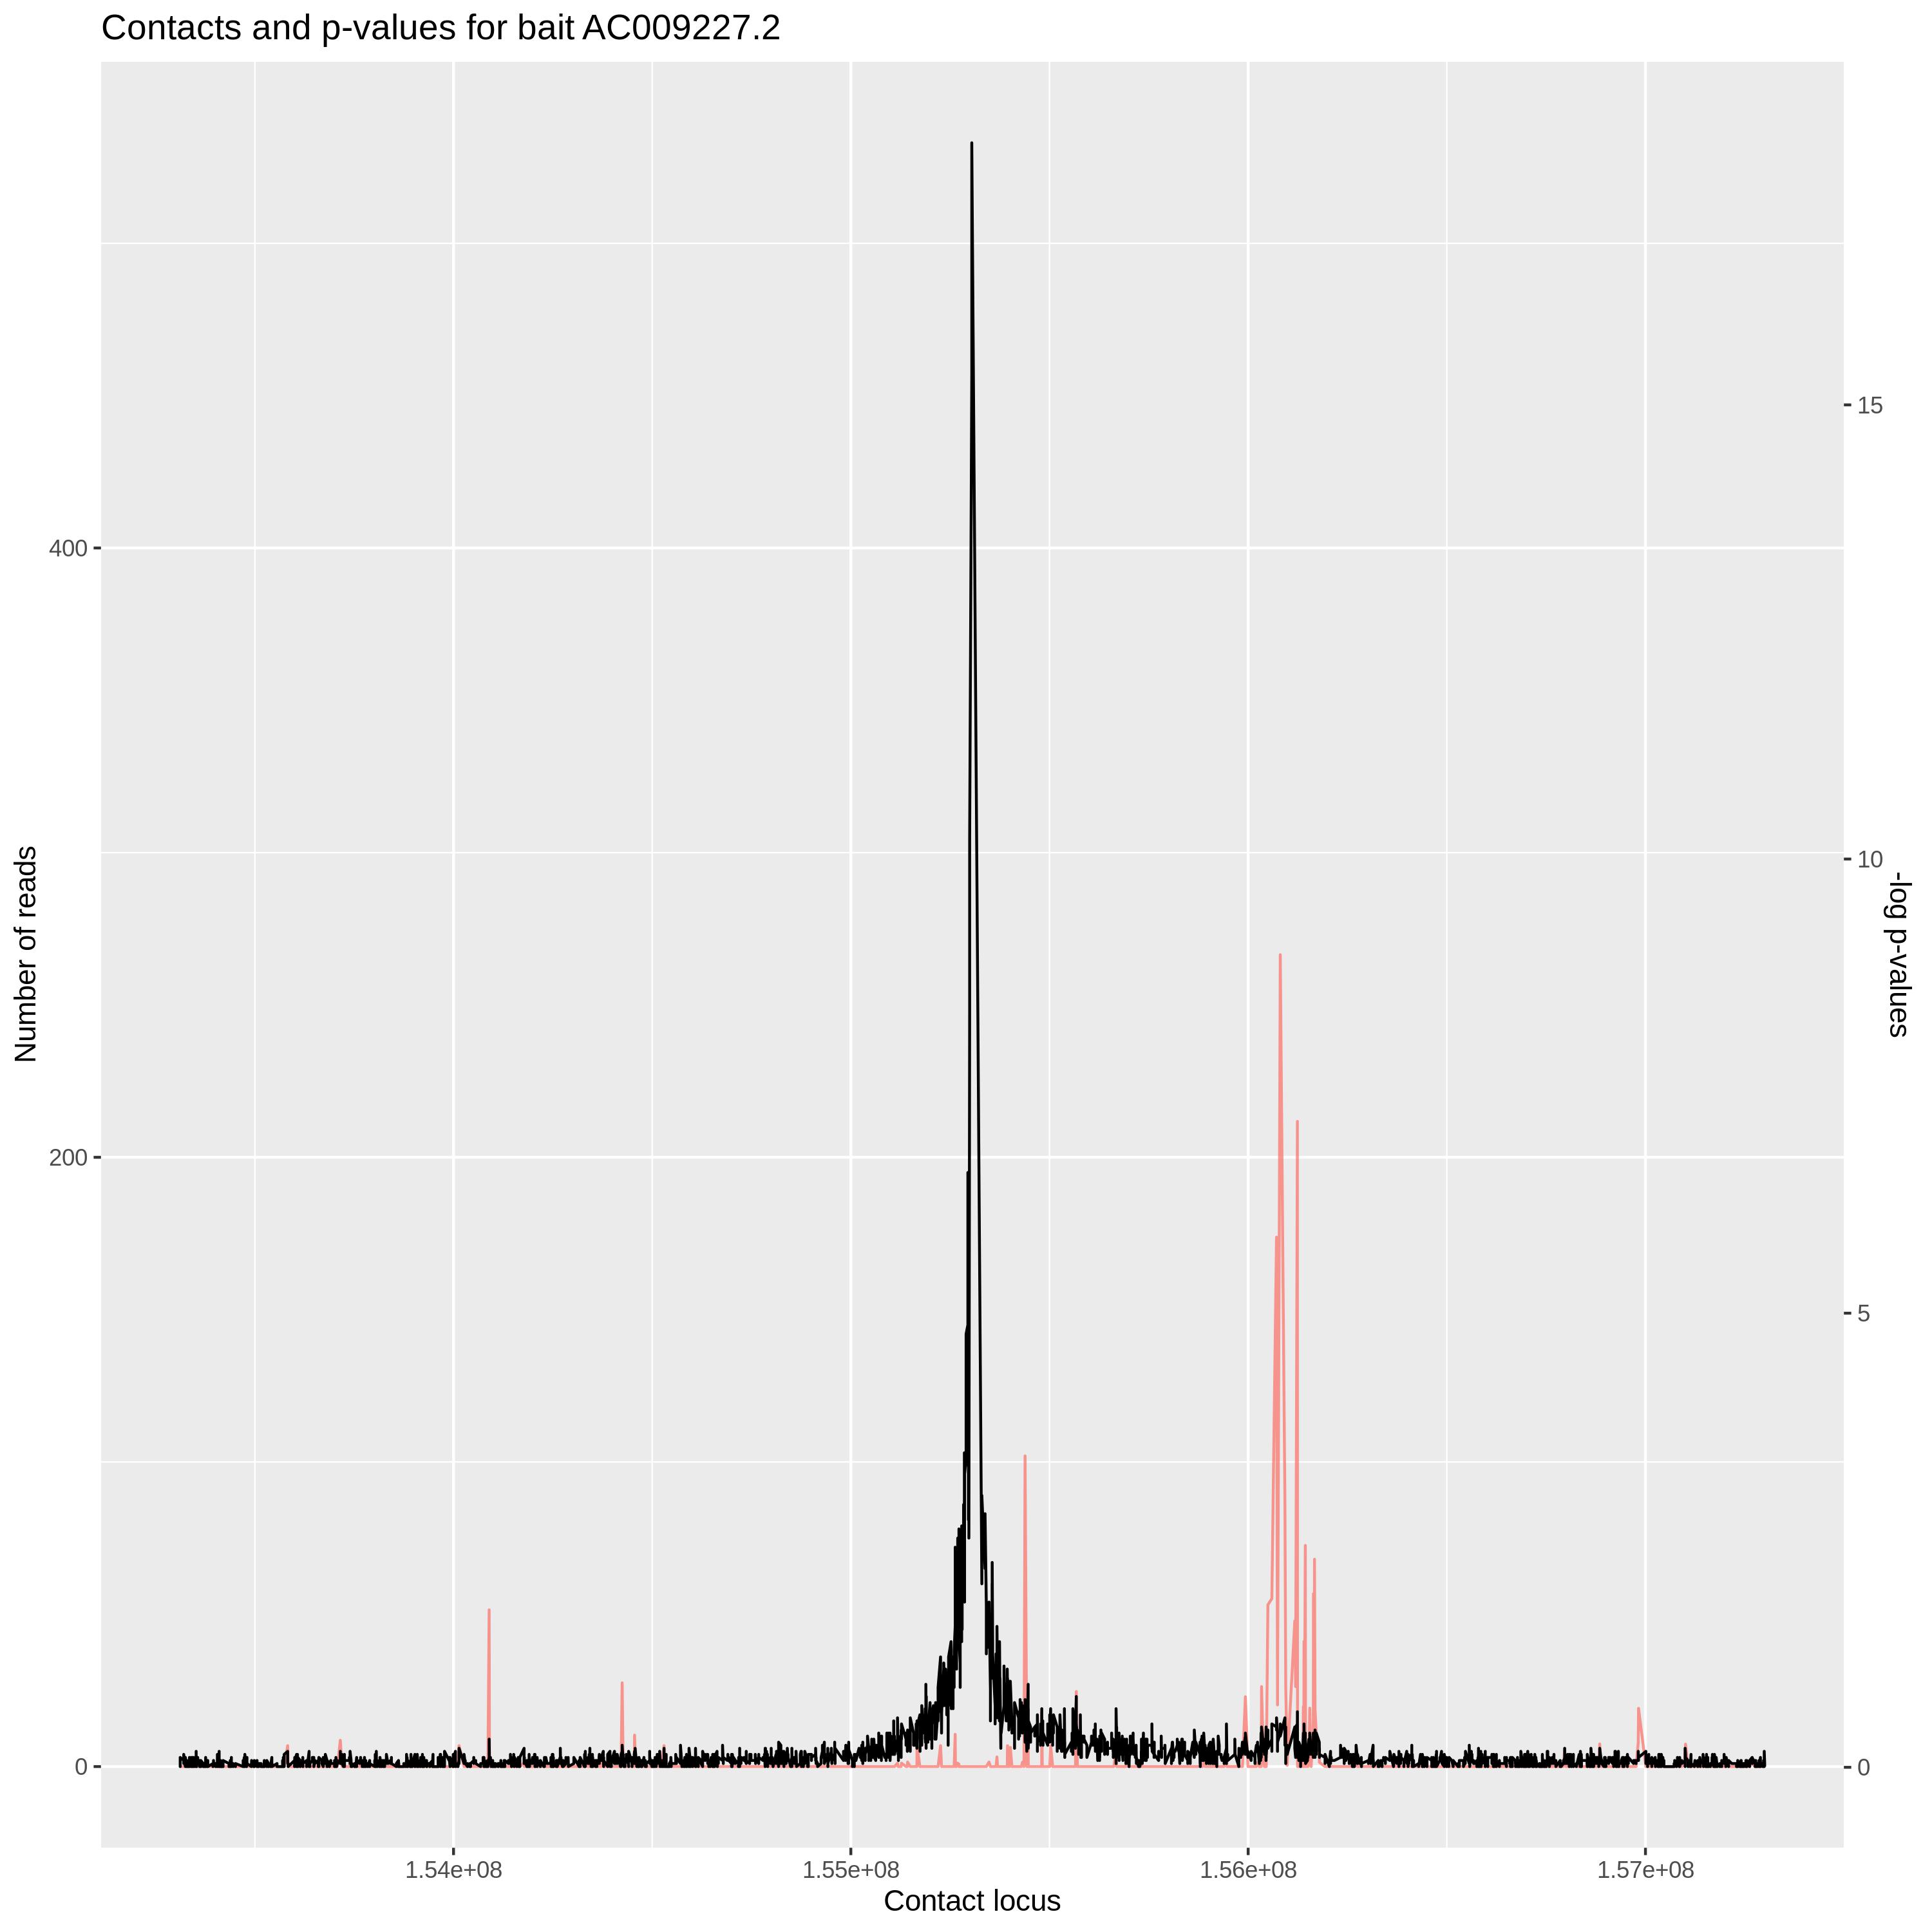 Contacts and p-values for bait AC009227.2
Number of reads
400
200
0
15
10
5
0
-log p-values
1.54e+08
1.55e+08
1.56e+08
1.57e+08
Contact locus